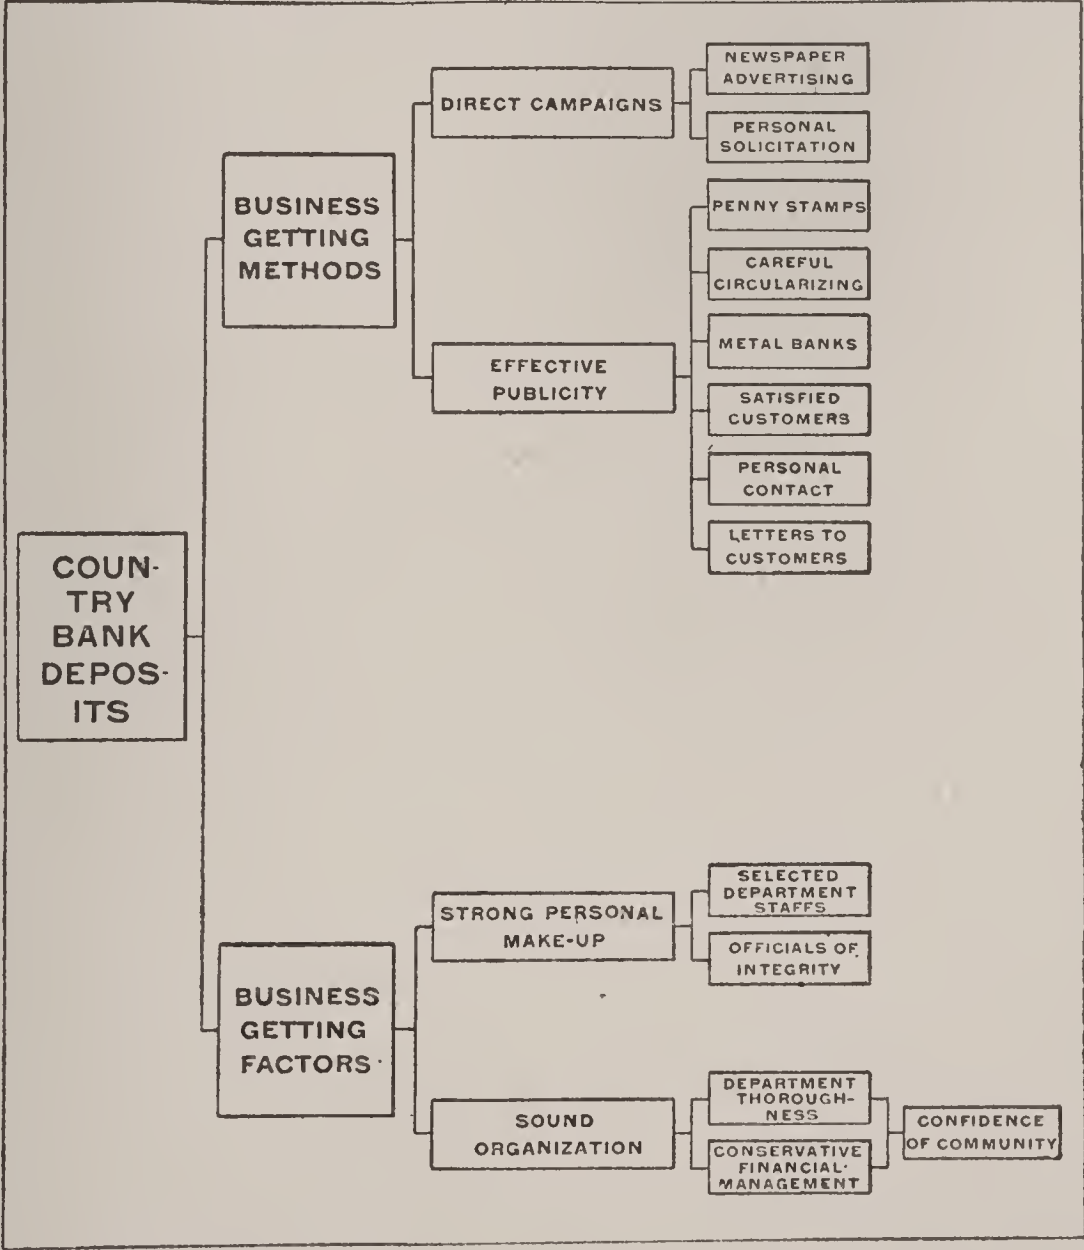 NEWSPAPER
ADVERTISING
DIRECT CAMPAIGNS
PERSONAL
SOLICITATION
BUSINESS
GETTING
METHODS
PENNY STAMPS
CAREFUL
CIRCULARIZING
METAL BANKS
EFFECTIVE
PUBLICITY
SATISFIED
CUSTOMERS
PERSONAL
CONTACT
LETTERS TO
CUSTOMERS
COUN-
TRY
BANK
DEPOS-
ITS
SELECTED
DEPARTMENT
STAFFS
STRONG PERSONAL
MAKE-UP
OFFICIALS OF
INTEGRITY
BUSINESS
GETTING
FACTORS
DEPARTMENT
THOROUGH-
NESS
SOUND
ORGANIZATION
CONFIDENCE
OF COMMUNITY
CONSERVATIVE
FINANCIAL-
MANAGEMENT